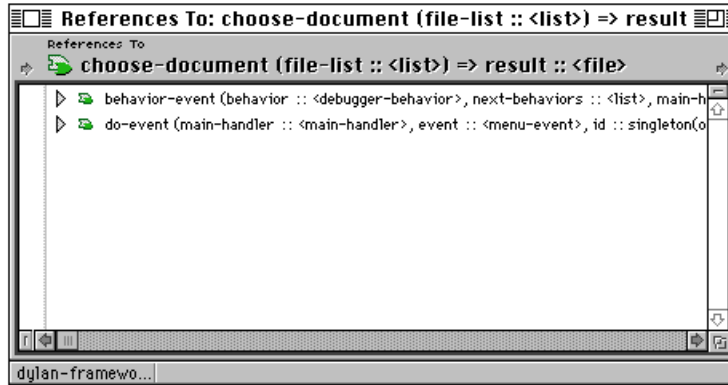 References To: choose-document (file-list :: <list>) => result
References To
choose-document (file-list :: <list>) => result :: <file>
behavior-event (behavior :: <debugger-behavior>, next-behaviors :: <list>, main-h
do-event (main-handler :: <main-handler>, event :: <menu-event>, id :: singleton(o
r
dylan-framewo...